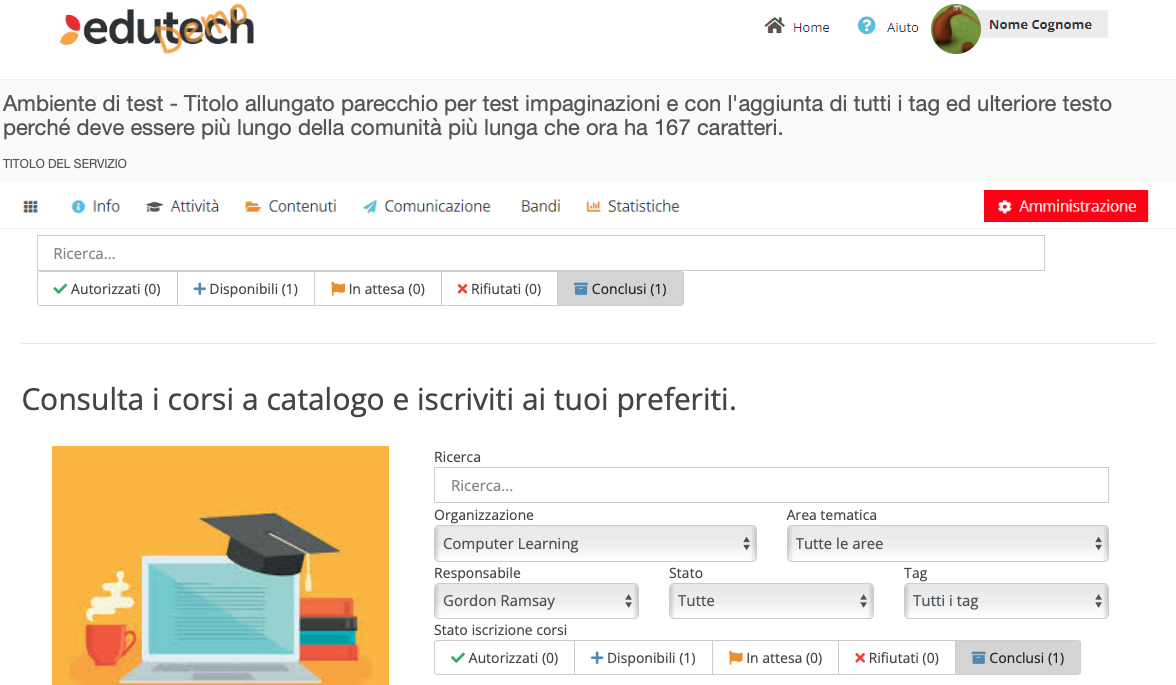 edutech
Demo
Home
Aiuto
Nome Cognome
Ambiente di test - Titolo allungato parecchio per test impaginazioni e con l'aggiunta di tutti i tag ed ulteriore testo
perché deve essere più lungo della comunità più lunga che ora ha 167 caratteri.
TITOLO DEL SERVIZIO
Info
Attività
Contenuti
Comunicazione
Bandi
Statistiche
Amministrazione
Ricerca...
Autorizzati (0)
Disponibili (1)
In attesa (0)
Rifiutati (0)
Conclusi (1)
Consulta i corsi a catalogo e iscriviti ai tuoi preferiti.
Ricerca
Ricerca...
Organizzazione
Area tematica
Computer Learning
Tutte le aree
Responsabile
Stato
Tag
Gordon Ramsay
Tutte
Tutti i tag
Stato iscrizione corsi
Autorizzati (0)
Disponibili (1)
In attesa (0)
Rifiutati (0)
Conclusi (1)